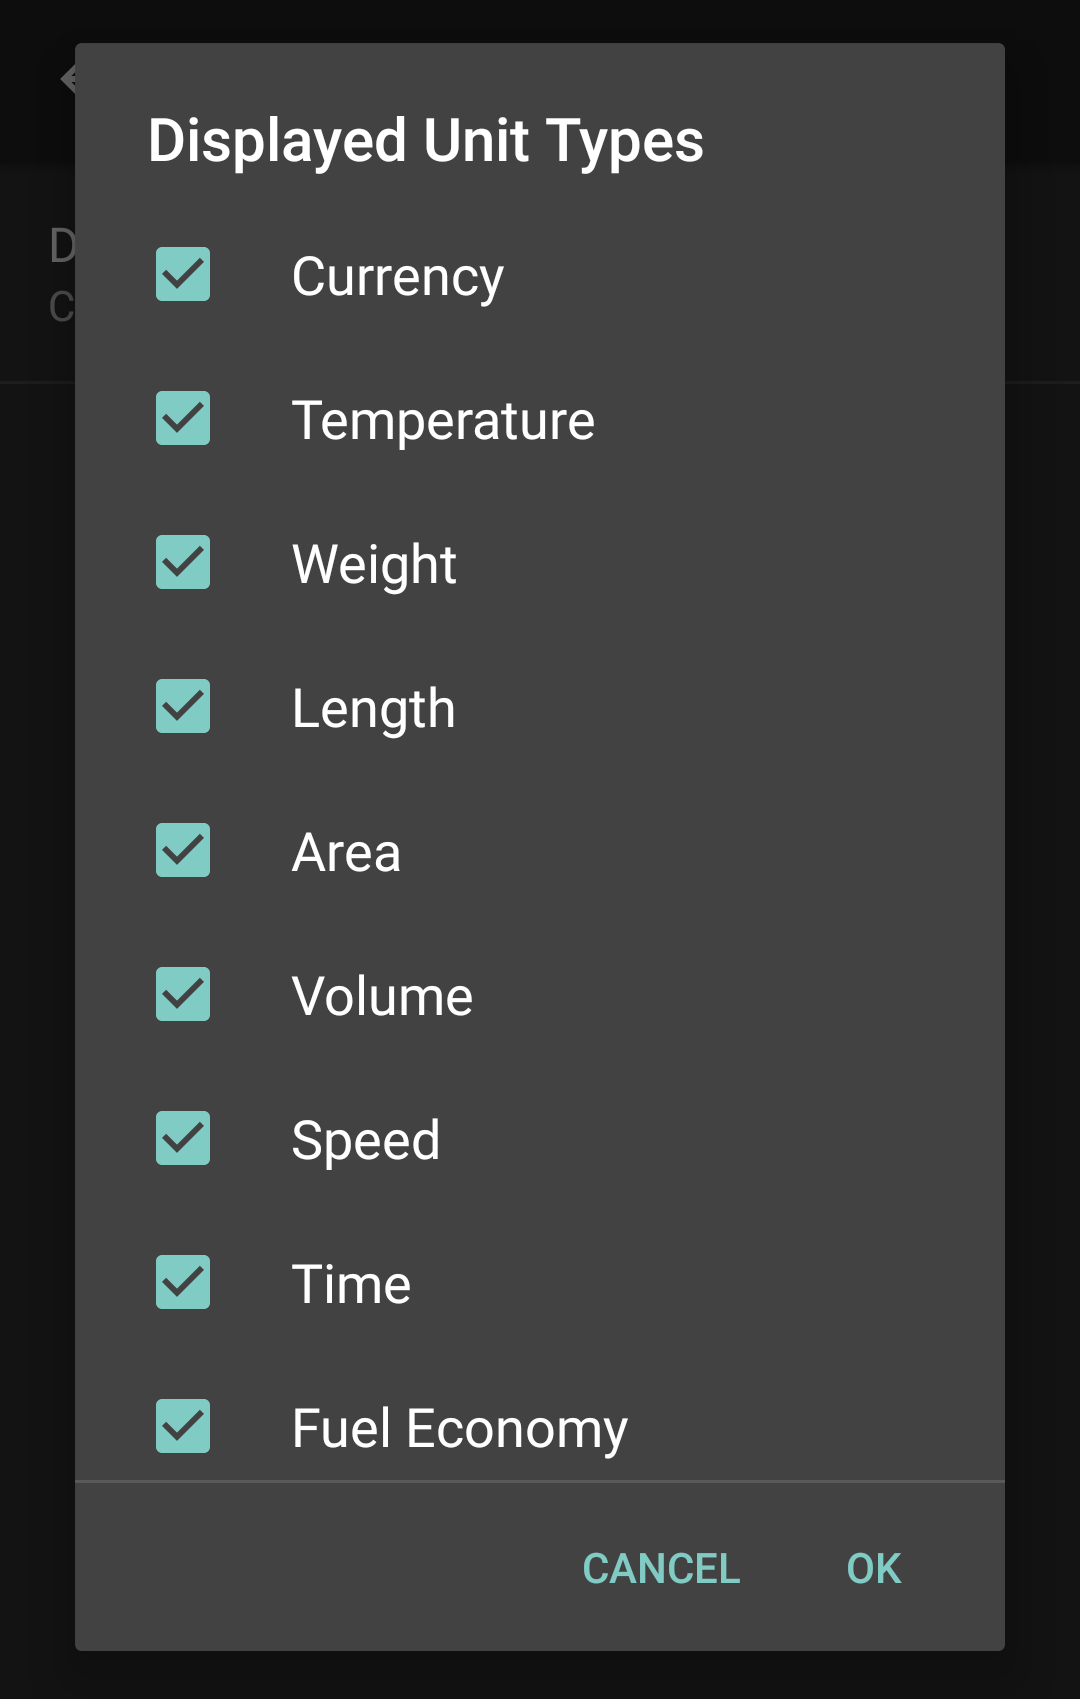 Displayed Unit Types
Currency
Temperature
Weight
Length
Area
Volume
Speed
Time
Fuel Economy
CANCEL OK